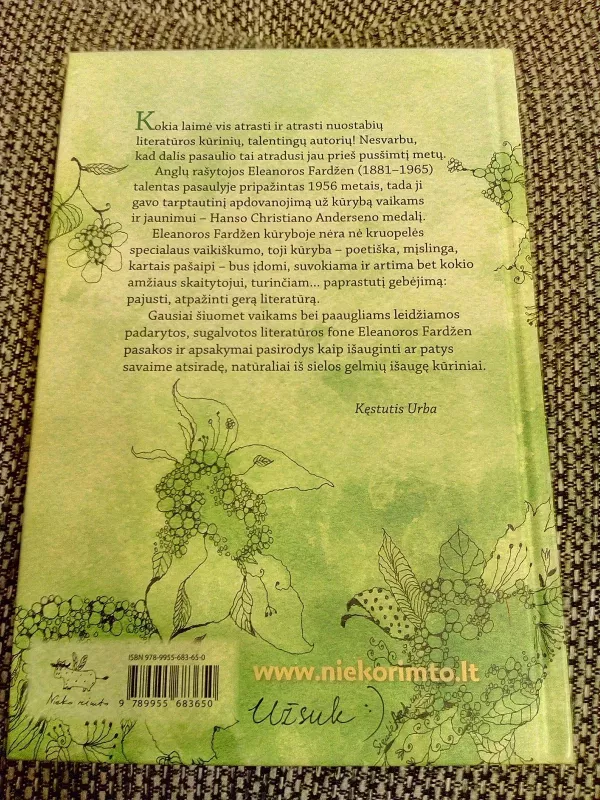 Kokia laimė vis atrasti ir atrasti nuostabių
literatūros kūrinių, talentingų autorių! Nesvarbu,
kad dalis pasaulio tai atradusi jau prieš pusšimtį metų.
Anglų rašytojos Eleanoros Fardžen (1881–1965)
talentas pasaulyje pripažintas 1956 metais, tada ji
gavo tarptautinį apdovanojimą už kūrybą vaikams
ir jaunimui – Hanso Christiano Anderseno medalį.
Eleanoros Fardžen kūryboje nėra nė kruopelės
specialaus vaikiškumo, toji kūryba – poetiška, mįslinga,
kartais pašaipi – bus įdomi, suvokiama ir artima bet kokio
amžiaus skaitytojui, turinčiam... paprastutį gebėjimą:
pajusti, atpažinti gerą literatūrą.
Gausiai šiuomet vaikams bei paaugliams leidžiamos
padarytos, sugalvotos literatūros fone Eleanoros Fardžen
pasakos ir apsakymai pasirodys kaip išauginti ar patys
savaime atsiradę, natūraliai iš sielos gelmių išaugę kūriniai.
Kęstutis Urba
ISBN 978-9955-683-65-0
Nieko rimto
9 789955 683650
www.niekorimto.lt
Užsuk :)